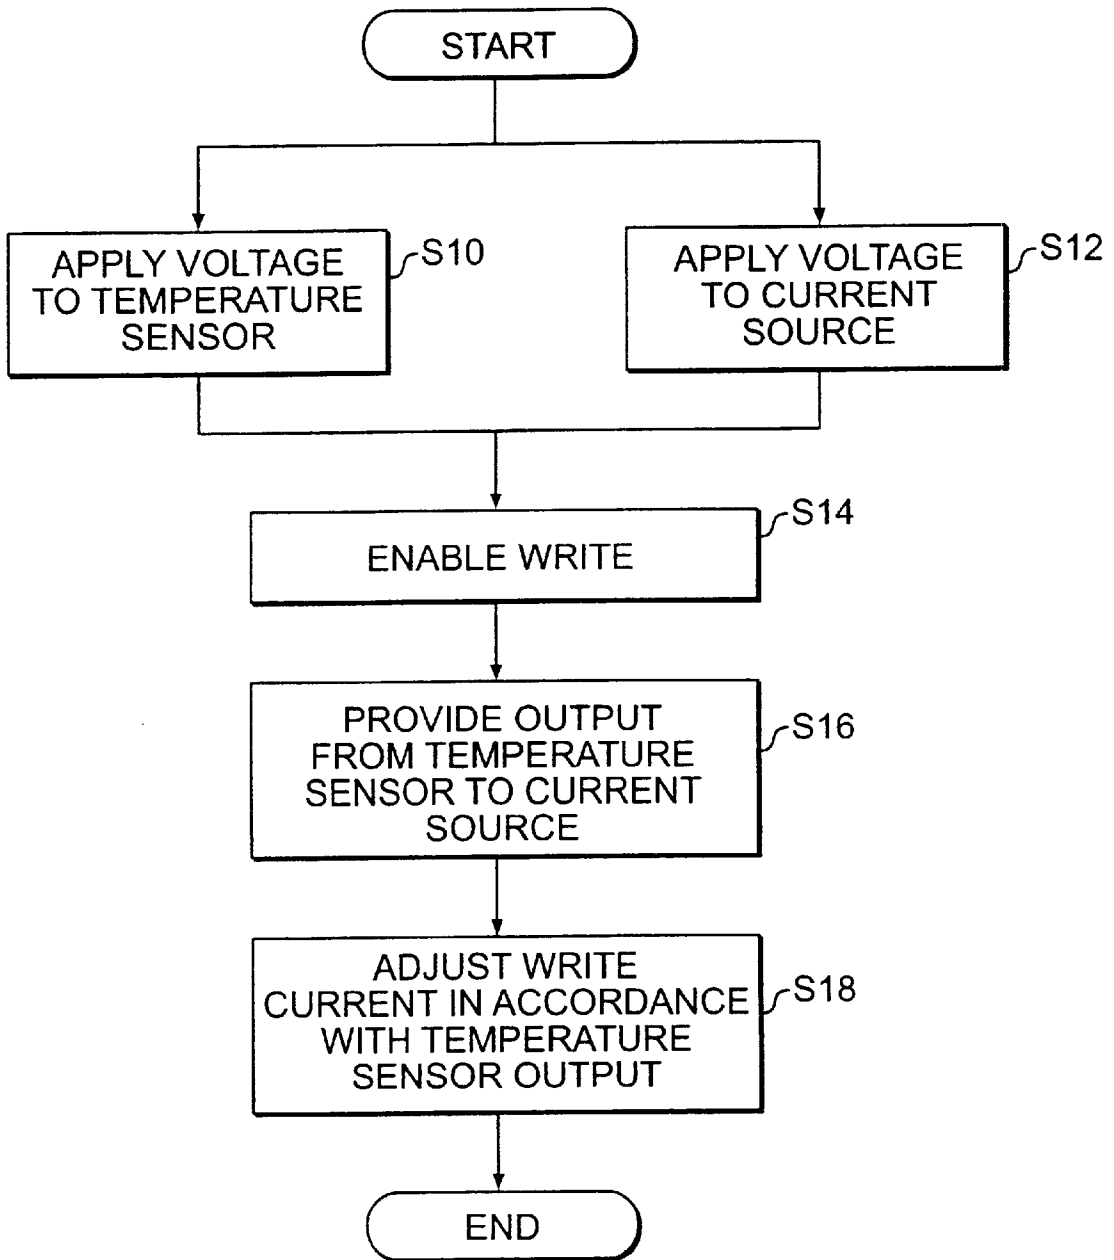 START
APPLY VOLTAGE
TO TEMPERATURE
SENSOR
S10
APPLY VOLTAGE
TO CURRENT
SOURCE
S12
ENABLE WRITE
S14
PROVIDE OUTPUT
FROM TEMPERATURE
SENSOR TO CURRENT
SOURCE
S16
ADJUST WRITE
CURRENT IN ACCORDANCE
WITH TEMPERATURE
SENSOR OUTPUT
S18
END